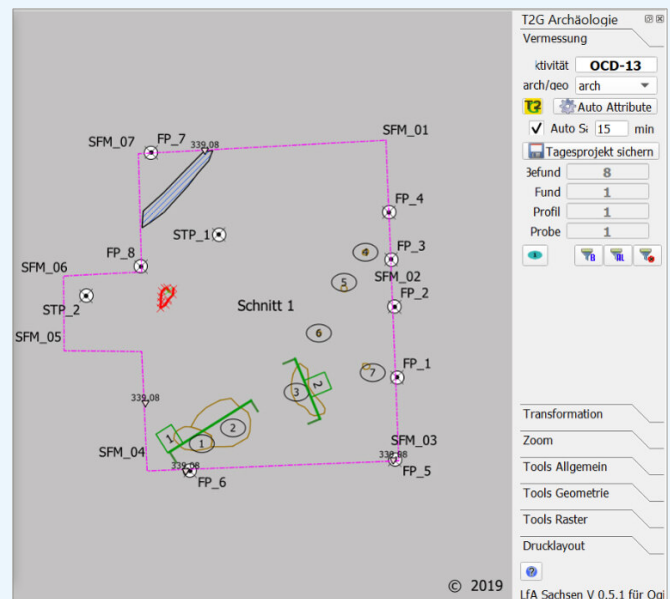 T2G Archäologie
Vermessung
ktivität OCD-13
arch/geo arch
T2 Auto Attribute
Auto Sä 15 min
Tagesprojekt sichern
Befund 8
Fund 1
Profil 1
Probe 1
SFM_01
SFM_07 FP_7 339,08
FP_4
STP_1
FP_3
4
FP_8
SFM_06
SFM_02
5
STP_2
Schnitt 1
FP_2
SFM_05
6
FP_1
7
339,08
3
2
2
1
1
SFM_04
SFM_03
339,08
339,08
FP_6
FP_5
© 2019
Transformation
Zoom
Tools Allgemein
Tools Geometrie
Tools Raster
Drucklayout
LfA Sachsen V 0.5.1 für Qgi